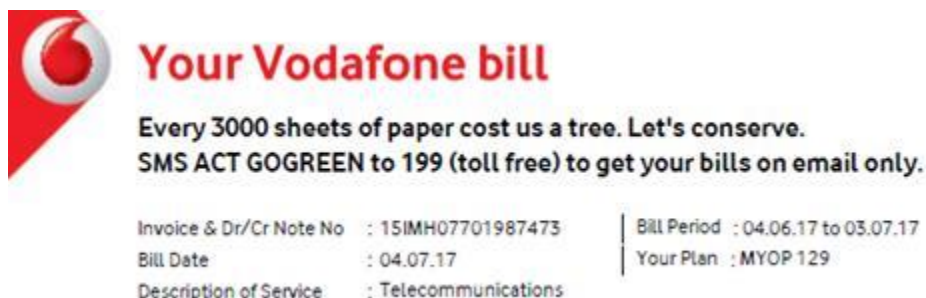 Your Vodafone bill
Every 3000 sheets of paper cost us a tree. Let's conserve.
SMS ACT GOGREEN to 199 (toll free) to get your bills on email only.
Invoice & Dr/Cr Note No : 15IMH07701987473
Bill Date : 04.07.17
Description of Service : Telecommunications
Bill Period : 04.06.17 to 03.07.17
Your Plan : MYOP 129